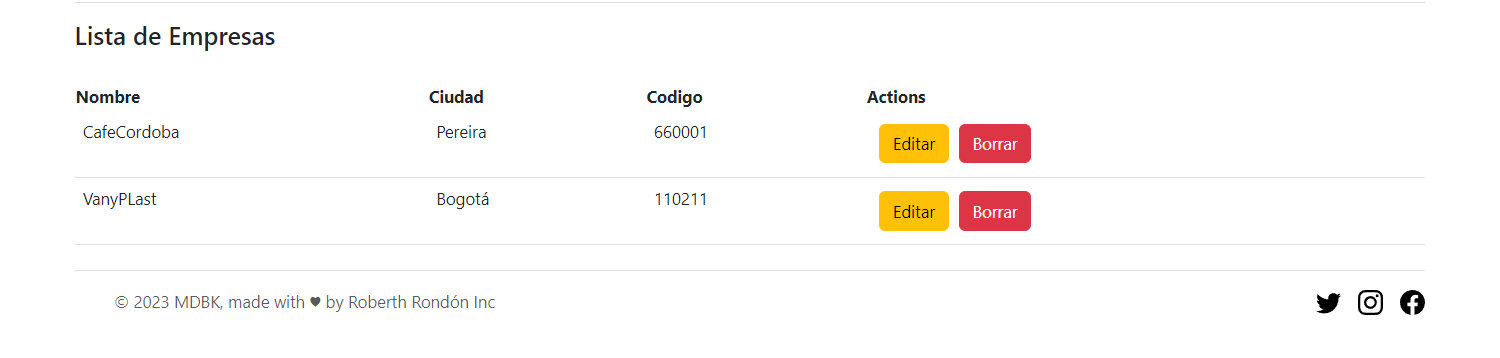 Lista de Empresas
Nombre Ciudad Codigo Actions
CafeCordoba Pereira 660001 Editar Borrar
VanyPLast Bogotá 110211 Editar Borrar
© 2023 MDBK, made with ♥ by Roberth Rondón Inc